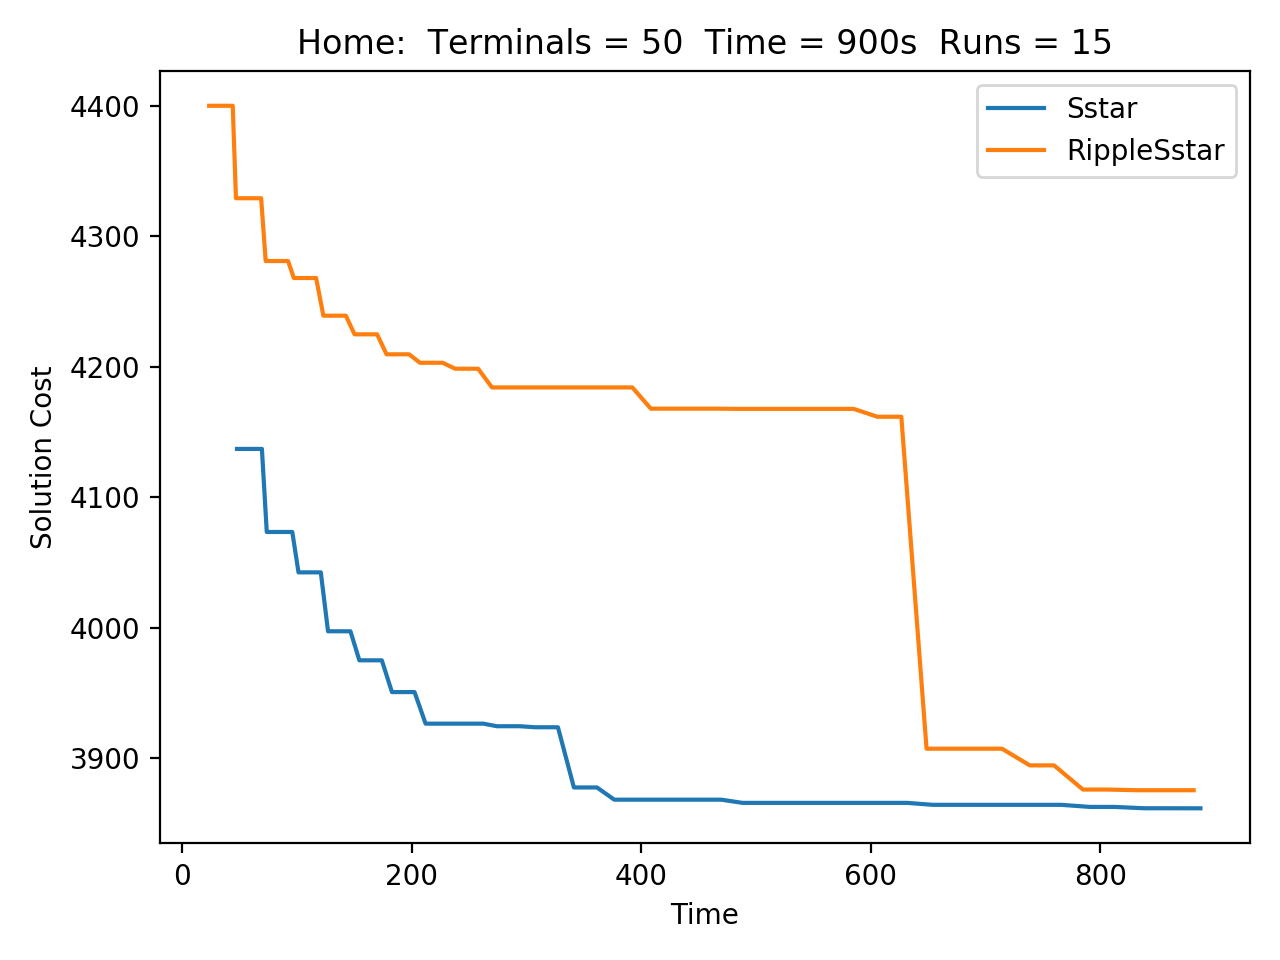 Home:  Terminals = 50  Time = 900s  Runs = 15
Sstar
RippleSstar
Solution Cost
4400
4300
4200
4100
4000
3900
0
200
400
600
800
Time